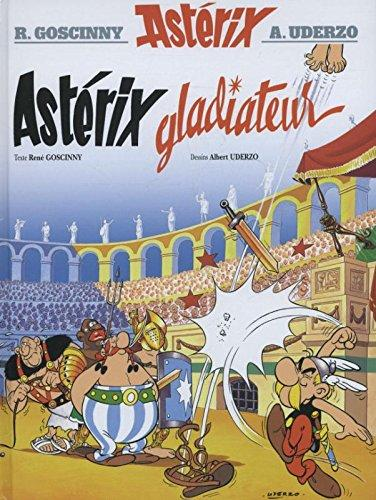 R. GOSCINNY
Astérix
A. UDERZO
Astérix
gladiateur
Texte René GOSCINNY
Dessins Albert UDERZO
UDERZO